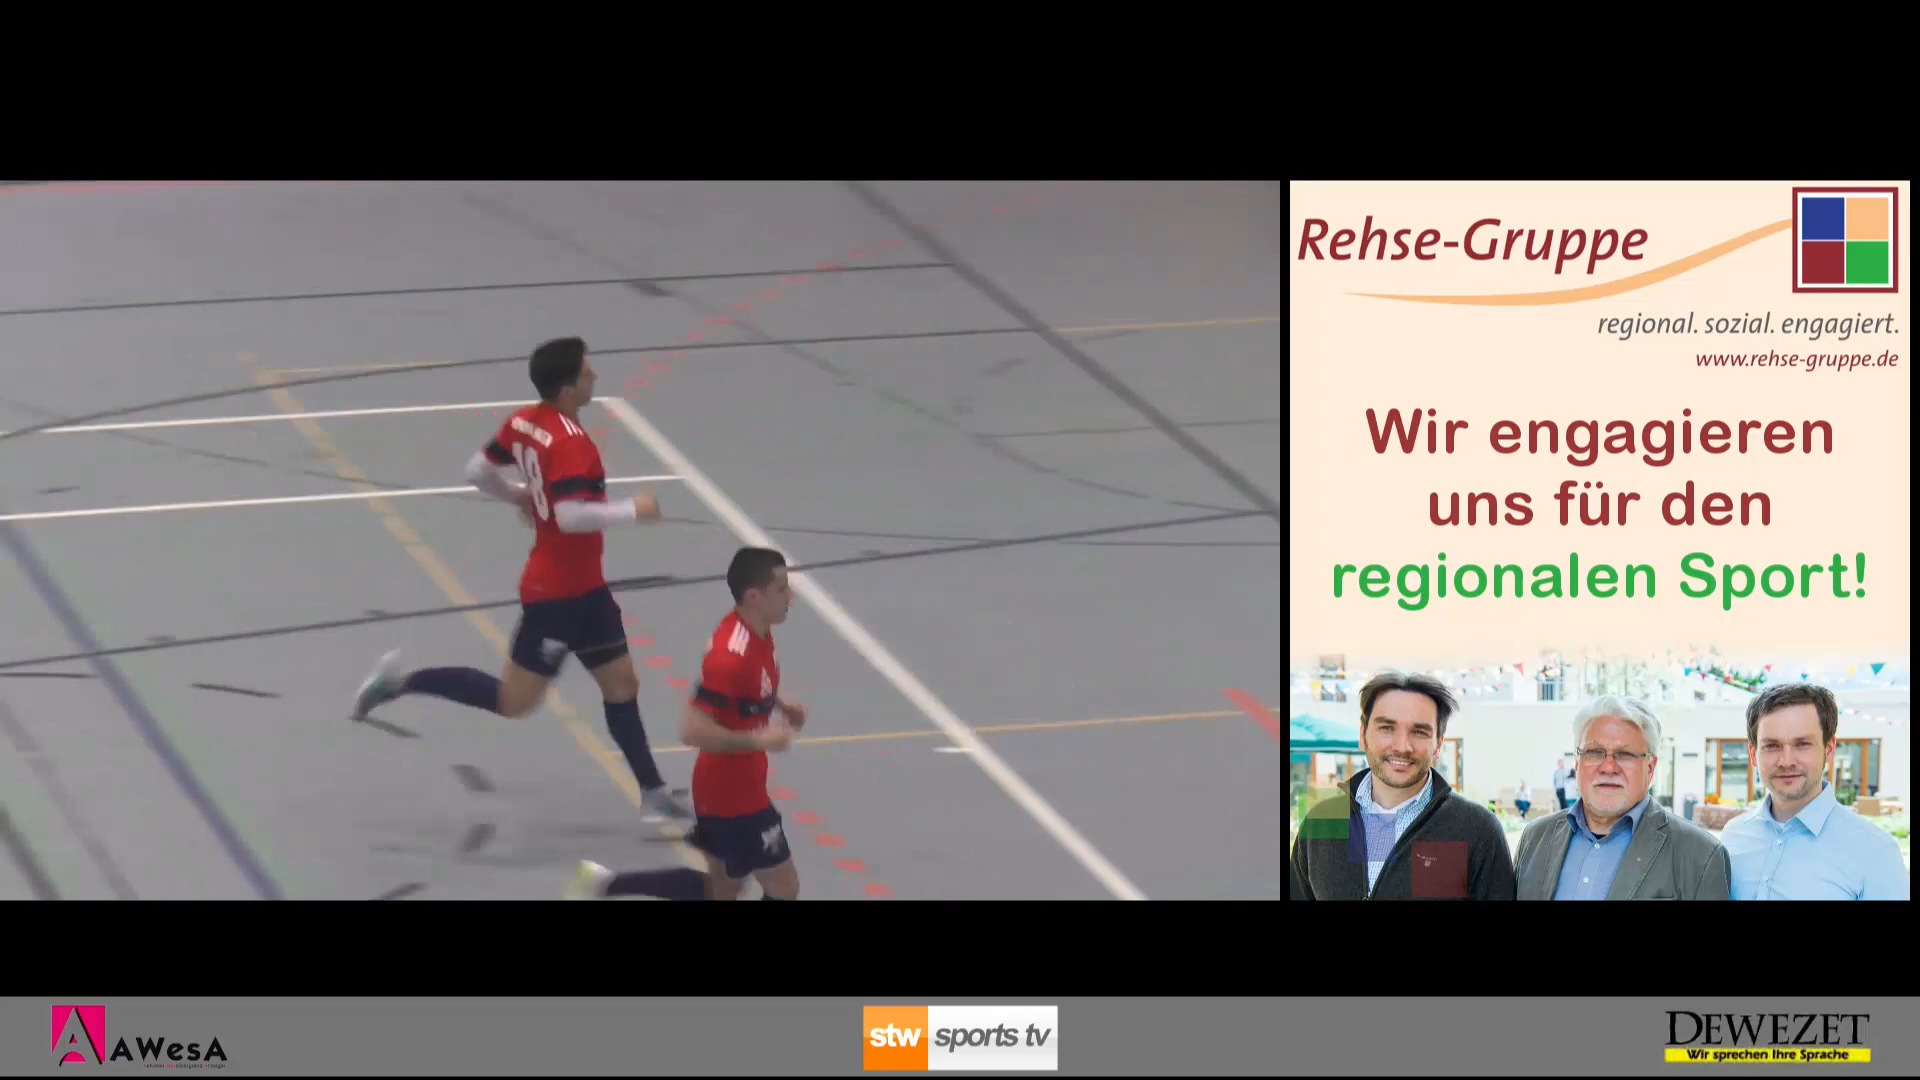 18
Rehse-Gruppe
regional. sozial. engagiert.
www.rehse-gruppe.de
Wir engagieren
uns für den
regionalen Sport!
AWesA
stw sports tv
DEWEZET
Wir sprechen Ihre Sprache